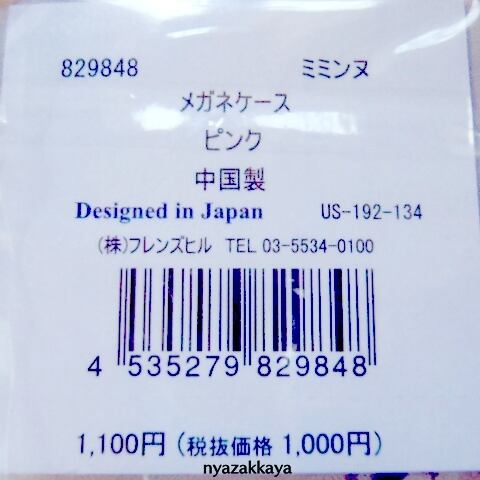 829848 ミミンヌ
メガネケース
ピンク
中国製
Designed in Japan US-192-134
(株)フレンズヒル TEL 03-5534-0100
4 535279 829848
1,100円 (税抜価格 1,000円)
nyazakkaya